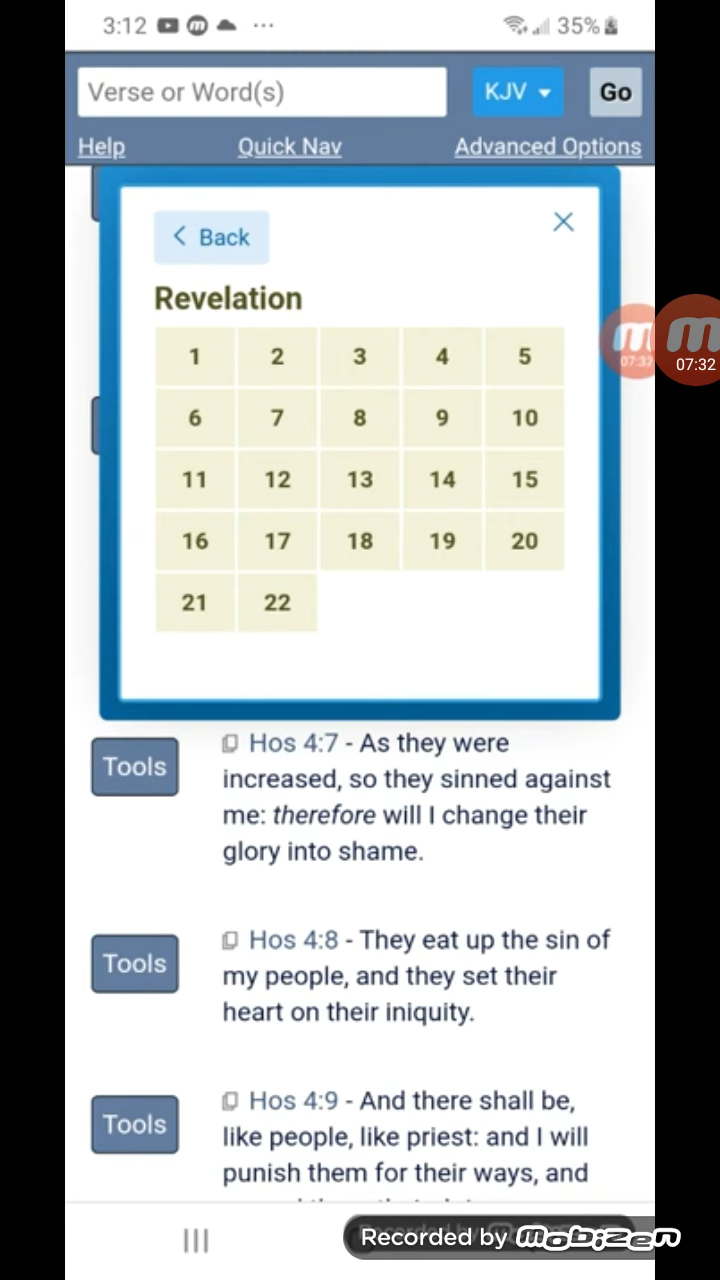 3:12 ... 35%
Verse or Word(s) KJV Go
Help Quick Nav Advanced Options
Back
Revelation
1 2 3 4 5
6 7 8 9 10
11 12 13 14 15
16 17 18 19 20
21 22
07:32 07:32
Tools Hos 4:7 - As they were
increased, so they sinned against
me: therefore will I change their
glory into shame.
Tools Hos 4:8 - They eat up the sin of
my people, and they set their
heart on their iniquity.
Tools Hos 4:9 - And there shall be,
like people, like priest: and I will
punish them for their ways, and
Recorded by mobizen